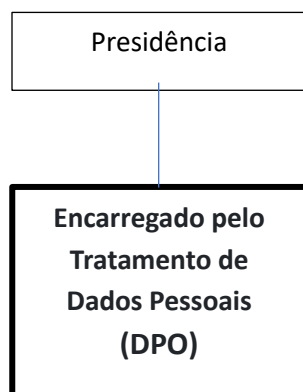 Presidência
Encarregado pelo
Tratamento de
Dados Pessoais
(DPO)